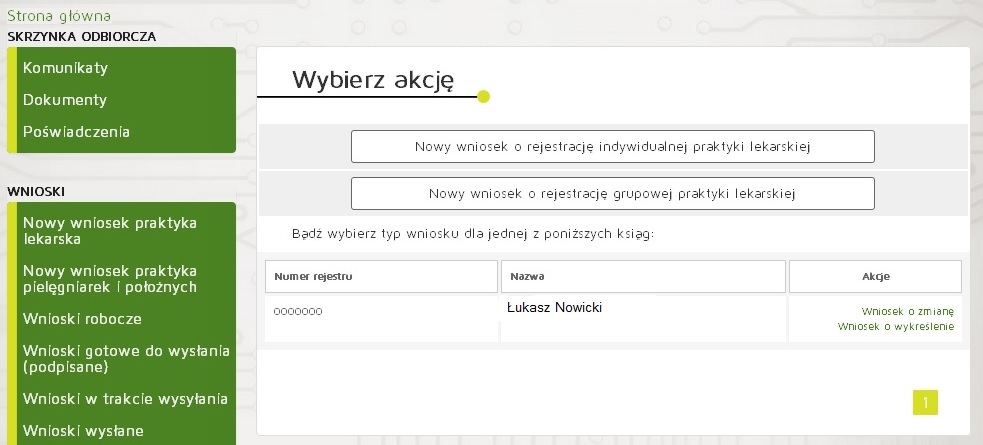 Strona główna
SKRZYNKA ODBIORCZA
Komunikaty
Dokumenty
Poświadczenia
WNIOSKI
Nowy wniosek praktyka
lekarska
Nowy wniosek praktyka
pielęgniarek i położnych
Wnioski robocze
Wnioski gotowe do wysłania
(podpisane)
Wnioski w trakcie wysyłania
Wnioski wysłane
Wybierz akcję
Nowy wniosek o rejestrację indywidualnej praktyki lekarskiej
Nowy wniosek o rejestrację grupowej praktyki lekarskiej
Bądź wybierz typ wniosku dla jednej z poniższych ksiąg:
Numer rejestru Nazwa Akcje
0000000 Łukasz Nowicki Wniosek o zmianę
Wniosek o wykreślenie
1